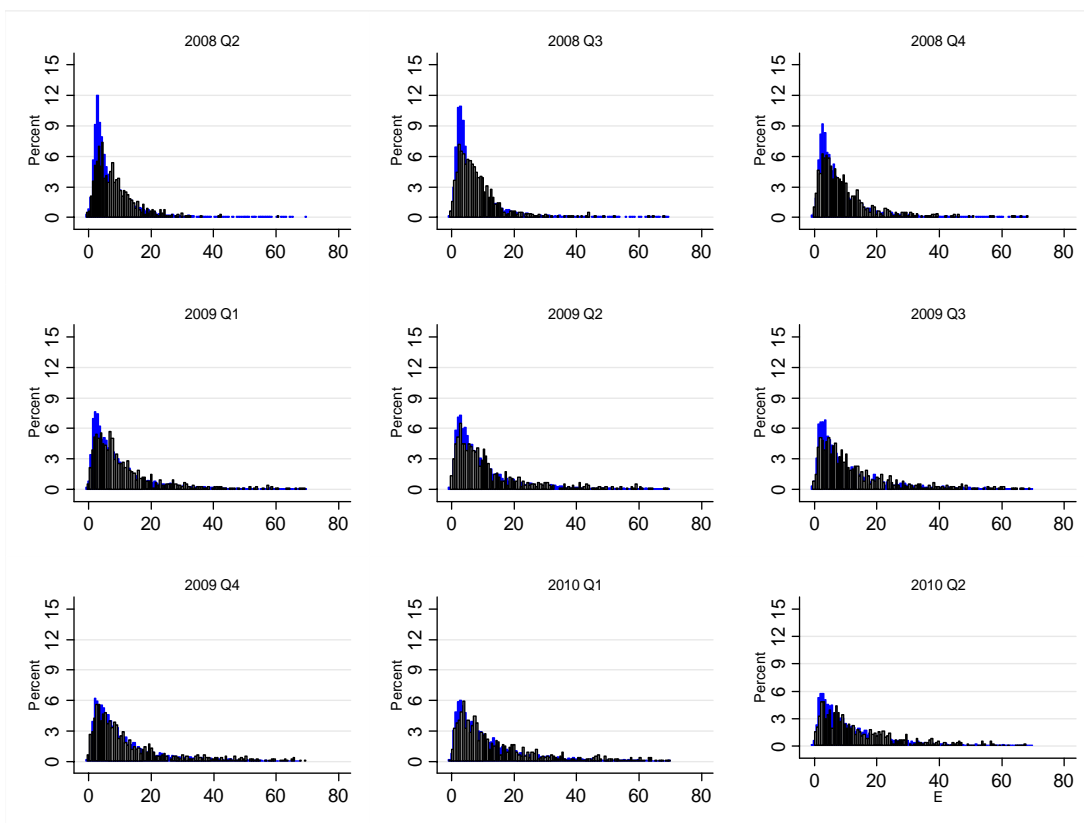 2008 Q2
2008 Q3
2008 Q4
Percent
0 3 6 9 12 15
0 20 40 60 80
Percent
0 3 6 9 12 15
0 20 40 60 80
Percent
0 3 6 9 12 15
0 20 40 60 80
2009 Q1
2009 Q2
2009 Q3
Percent
0 3 6 9 12 15
0 20 40 60 80
Percent
0 3 6 9 12 15
0 20 40 60 80
Percent
0 3 6 9 12 15
0 20 40 60 80
2009 Q4
2010 Q1
2010 Q2
Percent
0 3 6 9 12 15
0 20 40 60 80
Percent
0 3 6 9 12 15
0 20 40 60 80
Percent
0 3 6 9 12 15
0 20 40 60 80
E